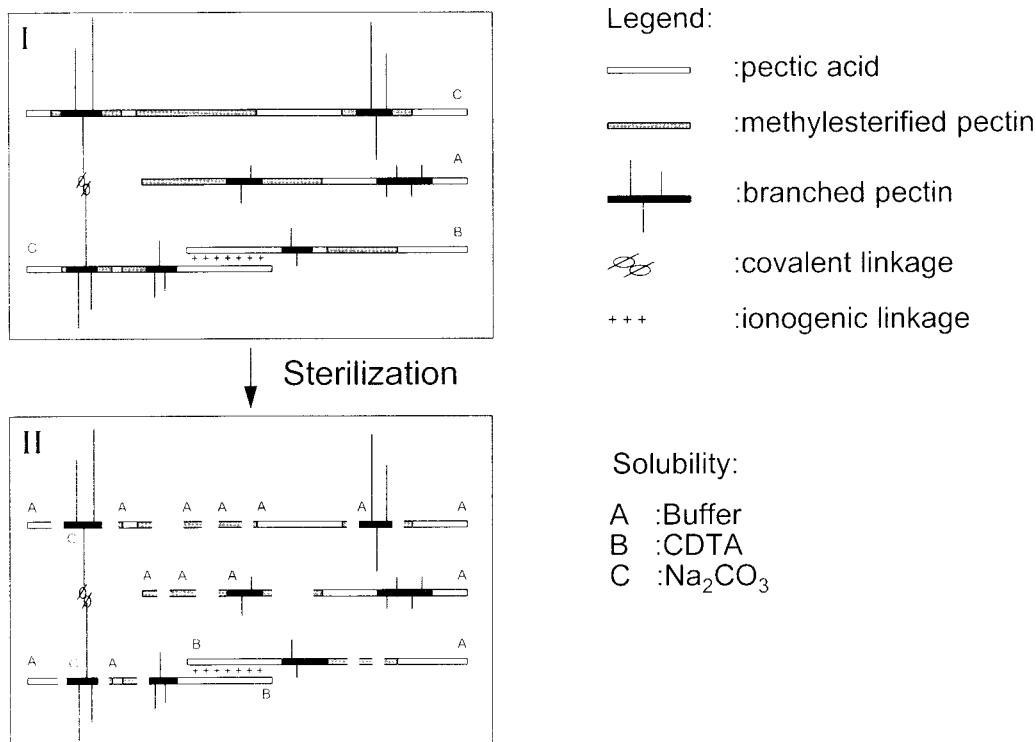 I
C
A
B
C
+ + + + + + +
Sterilization
II
A
A
A
A
A
A
A
C
A
A
A
A
B
A
A
C
A
+ + + + + + +
B
Legend:
:pectic acid
:methylesterified pectin
:branched pectin
:covalent linkage
+ + + :ionogenic linkage
Solubility:
A :Buffer
B :CDTA
C :Na₂CO₃